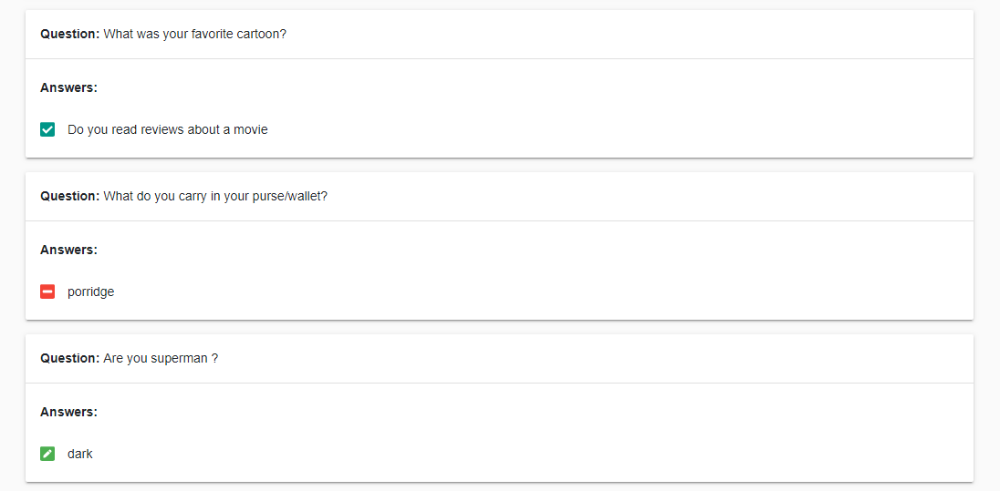 Question: What was your favorite cartoon?
Answers:
Do you read reviews about a movie
Question: What do you carry in your purse/wallet?
Answers:
porridge
Question: Are you superman ?
Answers:
dark